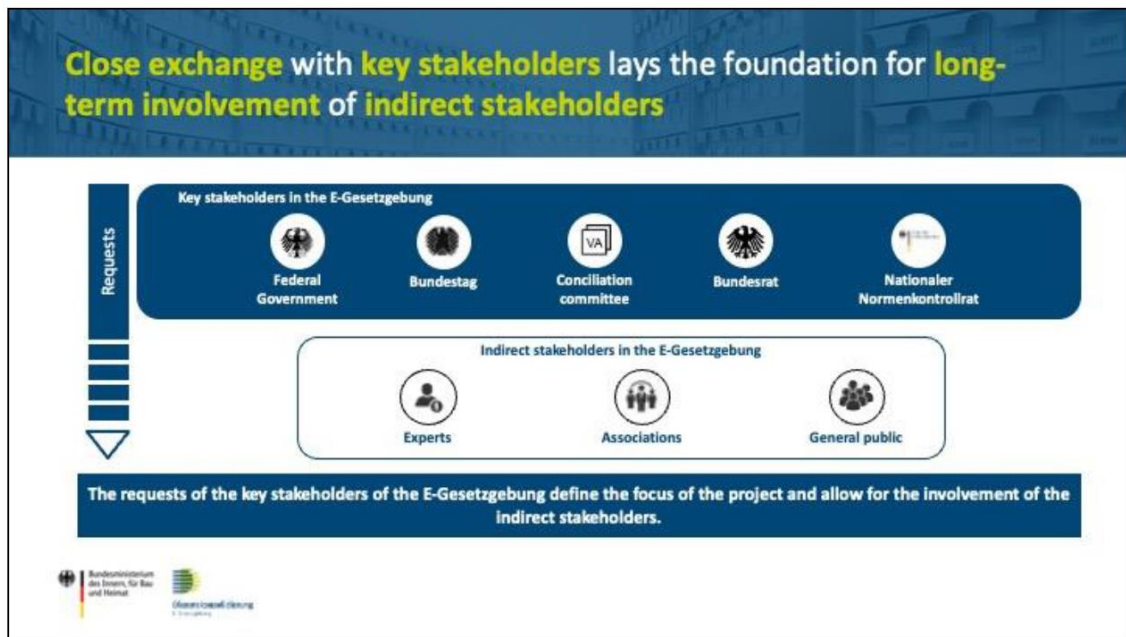 Close exchange with key stakeholders lays the foundation for long-
term involvement of indirect stakeholders
Requests
Key stakeholders in the E-Gesetzgebung
Federal
Government
Bundestag
VA
Conciliation
committee
Bundesrat
Nationaler
Normenkontrollrat
Indirect stakeholders in the E-Gesetzgebung
Experts
Associations
General public
The requests of the key stakeholders of the E-Gesetzgebung define the focus of the project and allow for the involvement of the
indirect stakeholders.
Bundesministerium
des Innern, für Bau
und Heimat